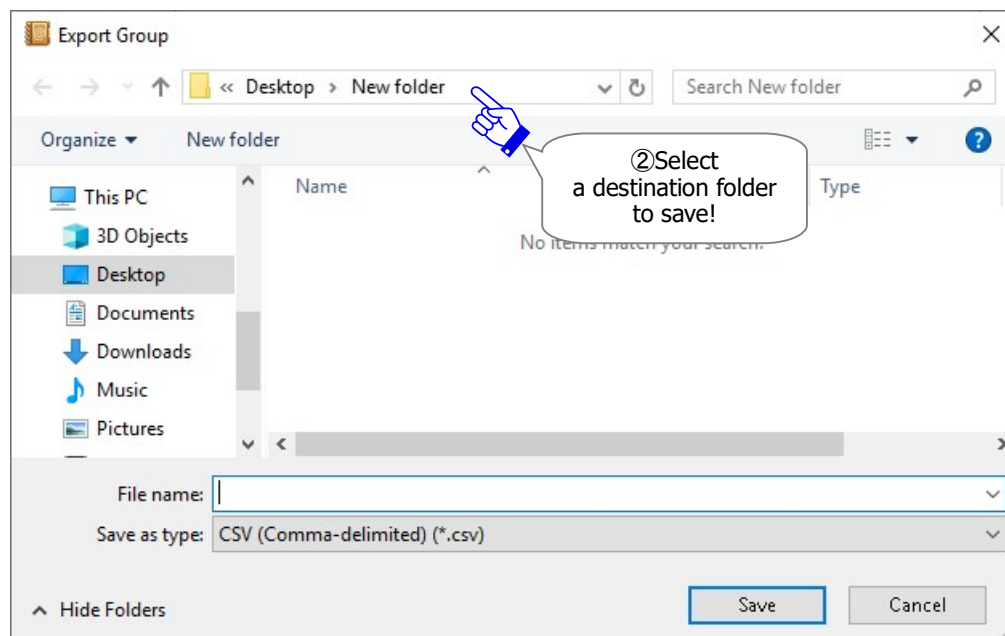 Export Group
« Desktop › New folder
Search New folder
Organize
New folder
②Select
a destination folder
to save!
Name
Type
No items match your search.
This PC
3D Objects
Desktop
Documents
Downloads
Music
Pictures
File name:
Save as type: CSV (Comma-delimited) (*.csv)
Hide Folders
Save
Cancel